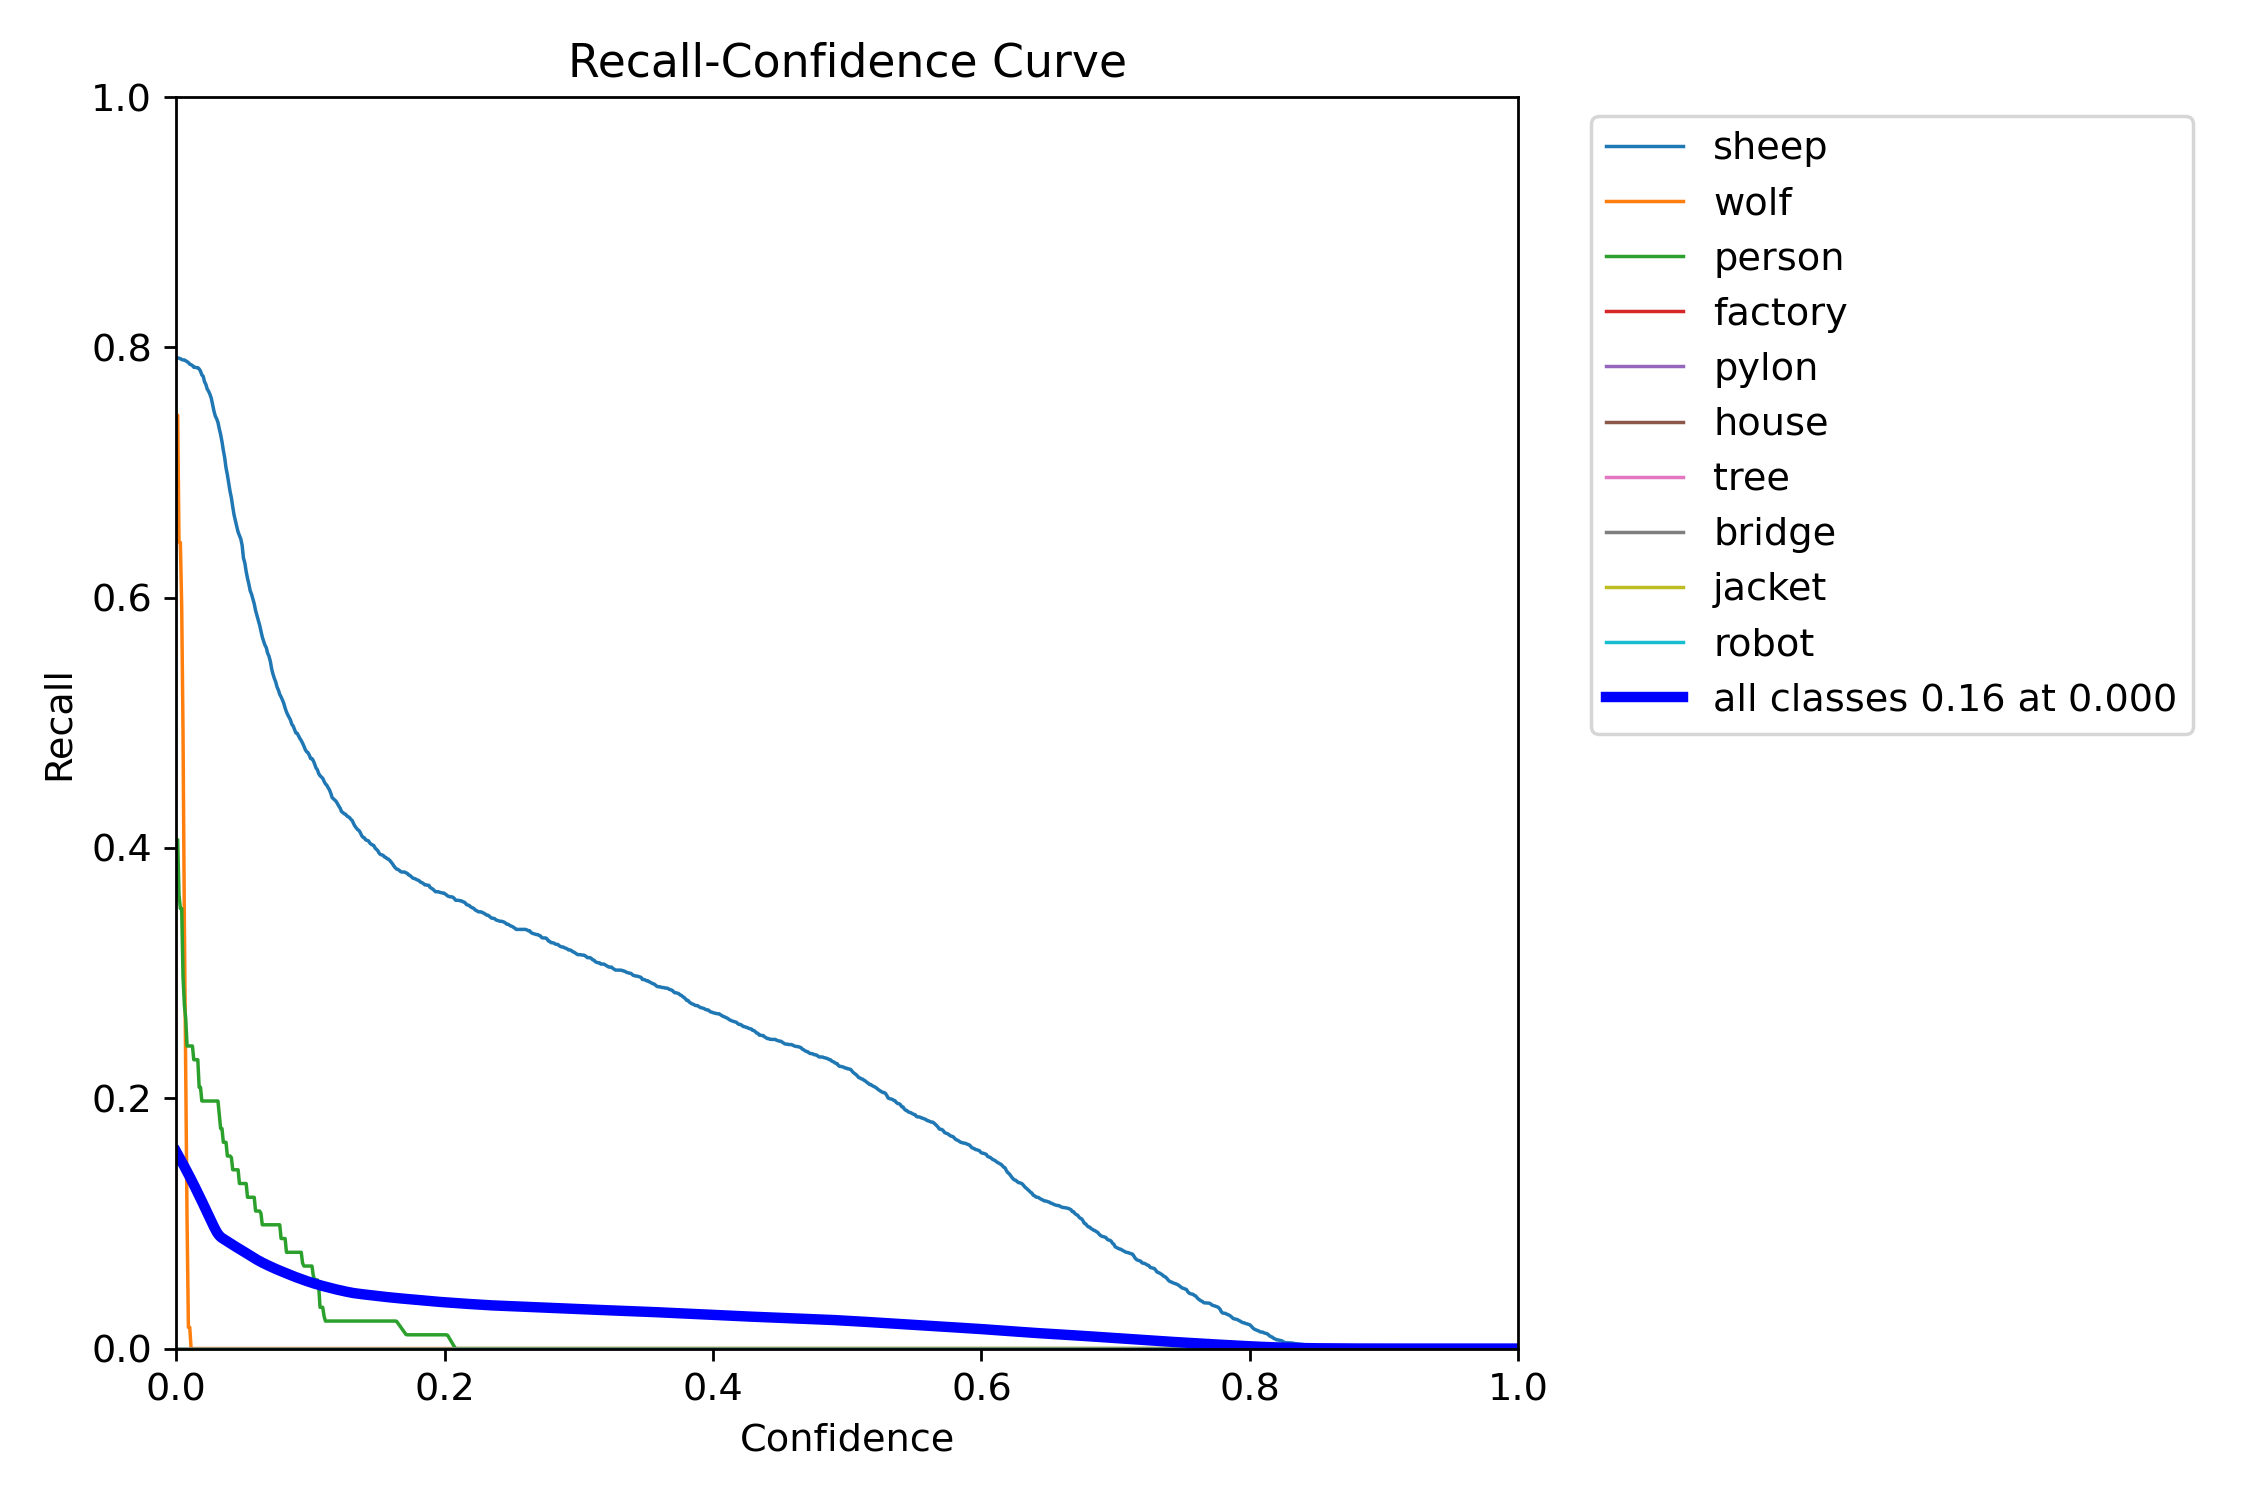 Recall-Confidence Curve
1.0
0.8
0.6
0.4
0.2
0.0
Recall
0.0 0.2 0.4 0.6 0.8 1.0
Confidence
sheep
wolf
person
factory
pylon
house
tree
bridge
jacket
robot
all classes 0.16 at 0.000